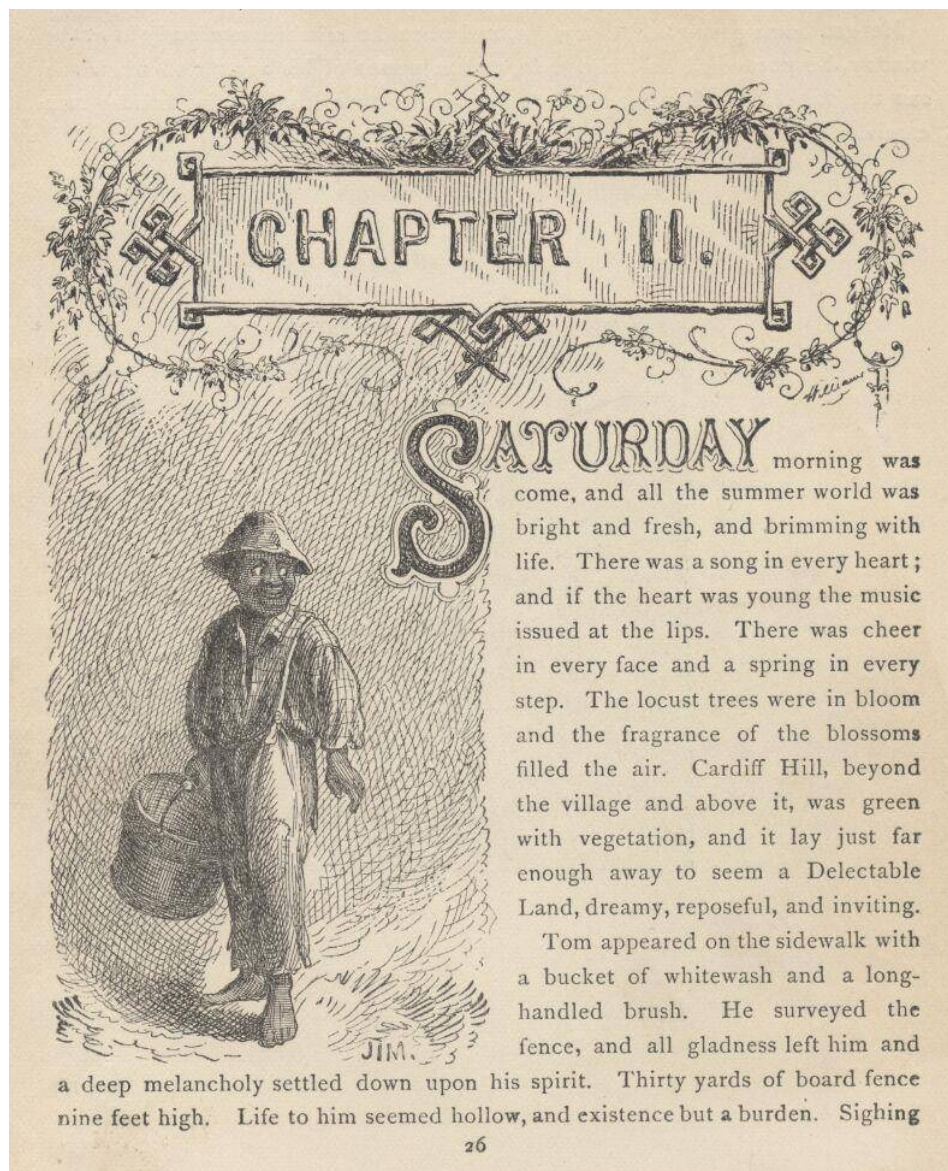 CHAPTER II.
Williams
SATURDAY morning was
come, and all the summer world was
bright and fresh, and brimming with
life. There was a song in every heart;
and if the heart was young the music
issued at the lips. There was cheer
in every face and a spring in every
step. The locust trees were in bloom
and the fragrance of the blossoms
filled the air. Cardiff Hill, beyond
the village and above it, was green
with vegetation, and it lay just far
enough away to seem a Delectable
Land, dreamy, reposeful, and inviting.
Tom appeared on the sidewalk with
a bucket of whitewash and a long-
handled brush. He surveyed the
fence, and all gladness left him and
JIM.
a deep melancholy settled down upon his spirit. Thirty yards of board fence
nine feet high. Life to him seemed hollow, and existence but a burden. Sighing
26